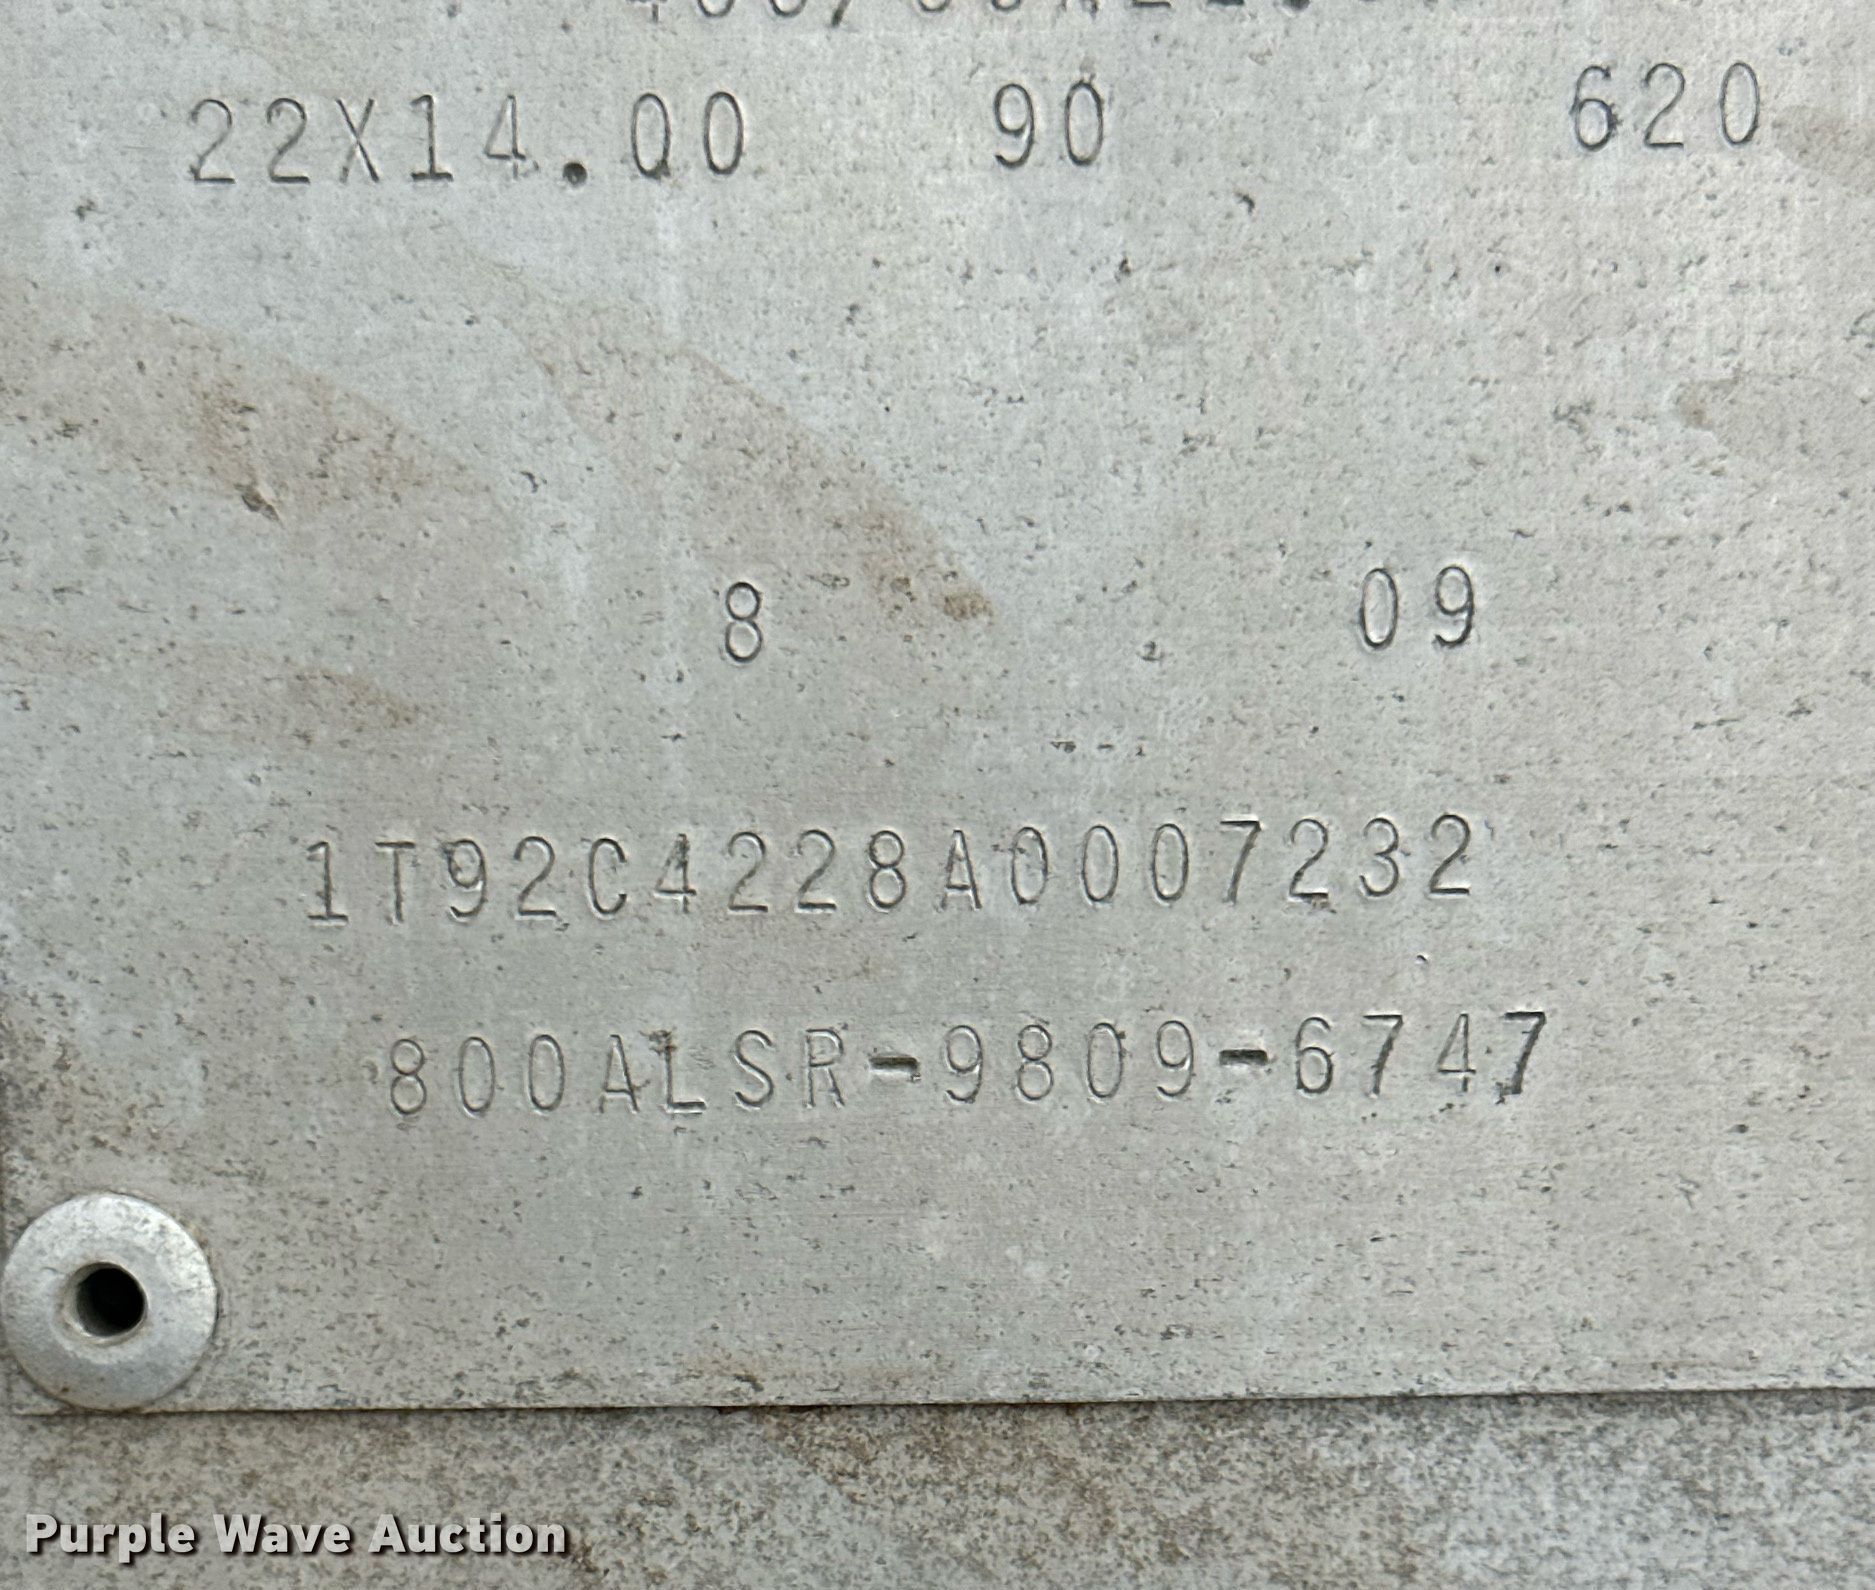 22X14.00 90 620
8 09
1T92C4228A0007232
800ALSR-9809-6747
Purple Wave Auction